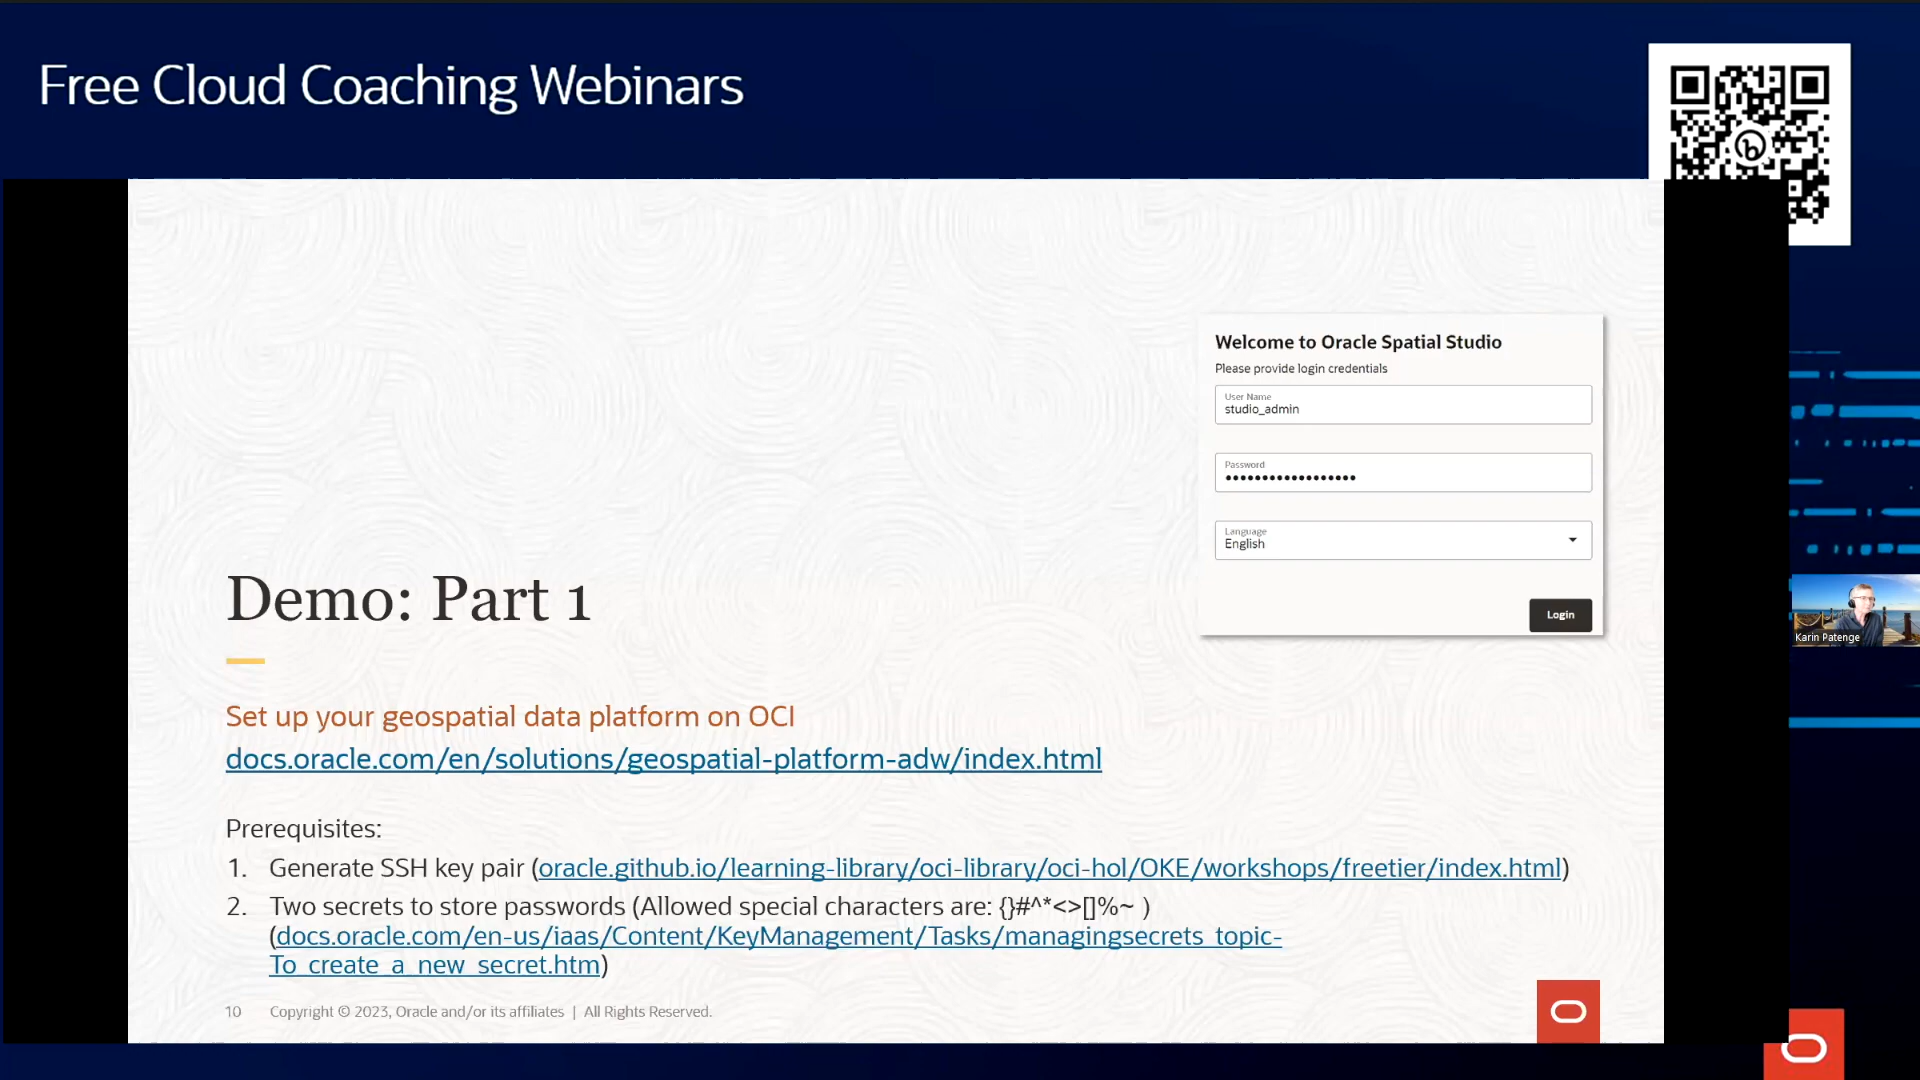 Free Cloud Coaching Webinars
Welcome to Oracle Spatial Studio
Please provide login credentials
User Name
studio_admin
Password
••••••••••••••••••
Language
English
Login
Demo: Part 1
Set up your geospatial data platform on OCI
docs.oracle.com/en/solutions/geospatial-platform-adw/index.html
Prerequisites:
1. Generate SSH key pair (oracle.github.io/learning-library/oci-library/oci-hol/OKE/workshops/freetier/index.html)
2. Two secrets to store passwords (Allowed special characters are: {}#^*<>[]%~ )
(docs.oracle.com/en-us/iaas/Content/KeyManagement/Tasks/managingsecrets_topic-
To_create_a_new_secret.htm)
10 Copyright © 2023, Oracle and/or its affiliates | All Rights Reserved.
Karin Patenge